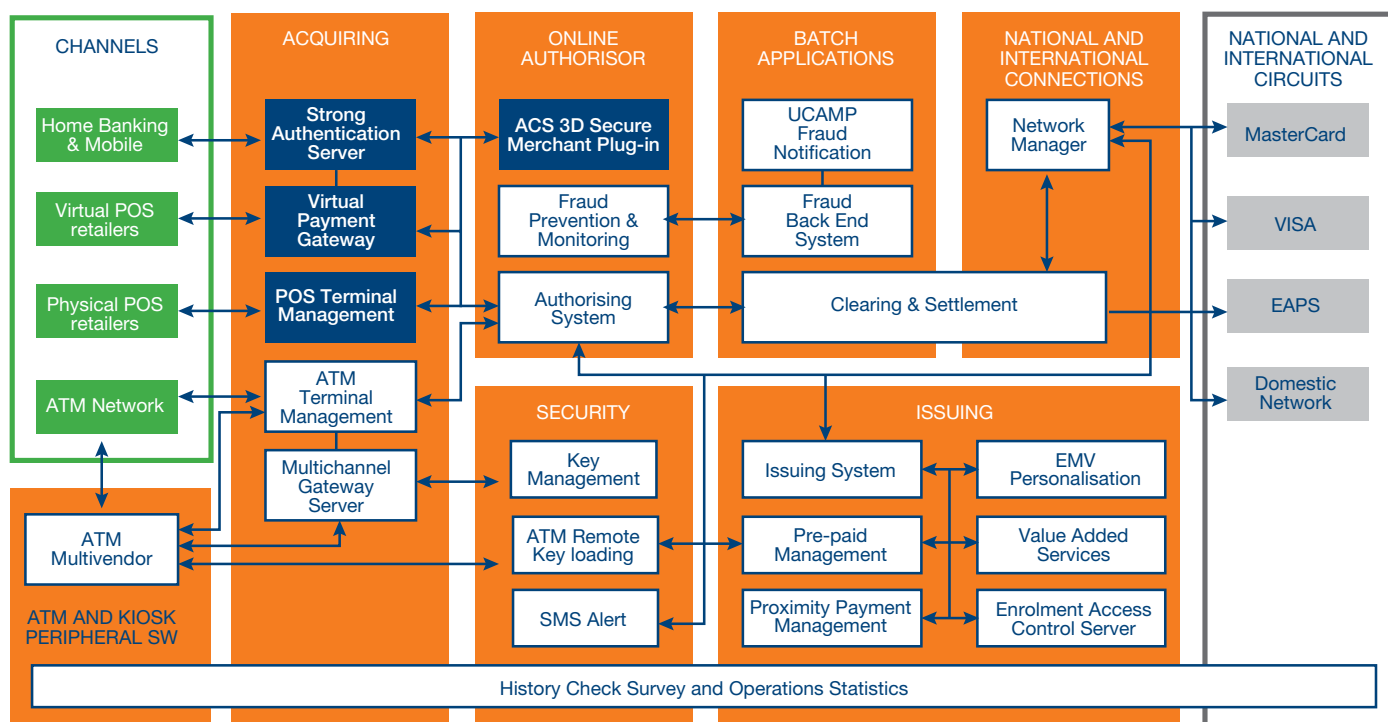 CHANNELS
Home Banking
& Mobile
Virtual POS
retailers
Physical POS
retailers
ATM Network
ATM
Multivendor
ATM AND KIOSK
PERIPHERAL SW
ACQUIRING
Strong
Authentication
Server
Virtual
Payment
Gateway
POS Terminal
Management
ATM
Terminal
Management
Multichannel
Gateway
Server
ONLINE
AUTHORISOR
ACS 3D Secure
Merchant Plug-in
Fraud
Prevention &
Monitoring
Authorising
System
BATCH
APPLICATIONS
UCAMP
Fraud
Notification
Fraud
Back End
System
Clearing & Settlement
NATIONAL AND
INTERNATIONAL
CONNECTIONS
Network
Manager
NATIONAL AND
INTERNATIONAL
CIRCUITS
MasterCard
VISA
EAPS
Domestic
Network
SECURITY
Key
Management
ATM Remote
Key loading
SMS Alert
ISSUING
Issuing System
EMV
Personalisation
Pre-paid
Management
Value Added
Services
Proximity Payment
Management
Enrolment Access
Control Server
History Check Survey and Operations Statistics